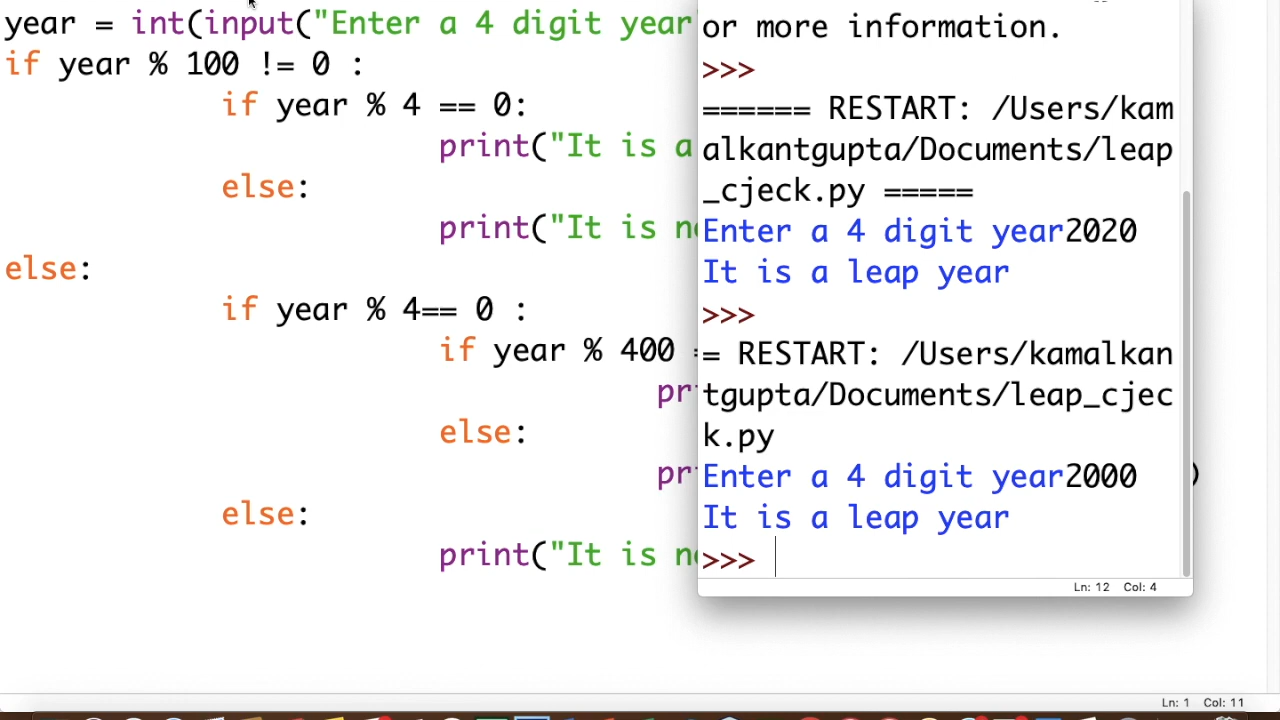 year = int(input("Enter a 4 digit year
if year % 100 != 0 :
if year % 4 == 0:
print("It is a
else:
print("It is n
else:
if year % 4== 0 :
if year % 400 =
pr
else:
pr )
else:
print("It is n
or more information.
>>>
====== RESTART: /Users/kam
alkantgupta/Documents/leap
_cjeck.py =====
Enter a 4 digit year2020
It is a leap year
>>>
= RESTART: /Users/kamalkan
tgupta/Documents/leap_cjec
k.py
Enter a 4 digit year2000
It is a leap year
>>>
Ln: 12 Col: 4
Ln: 1 Col: 11